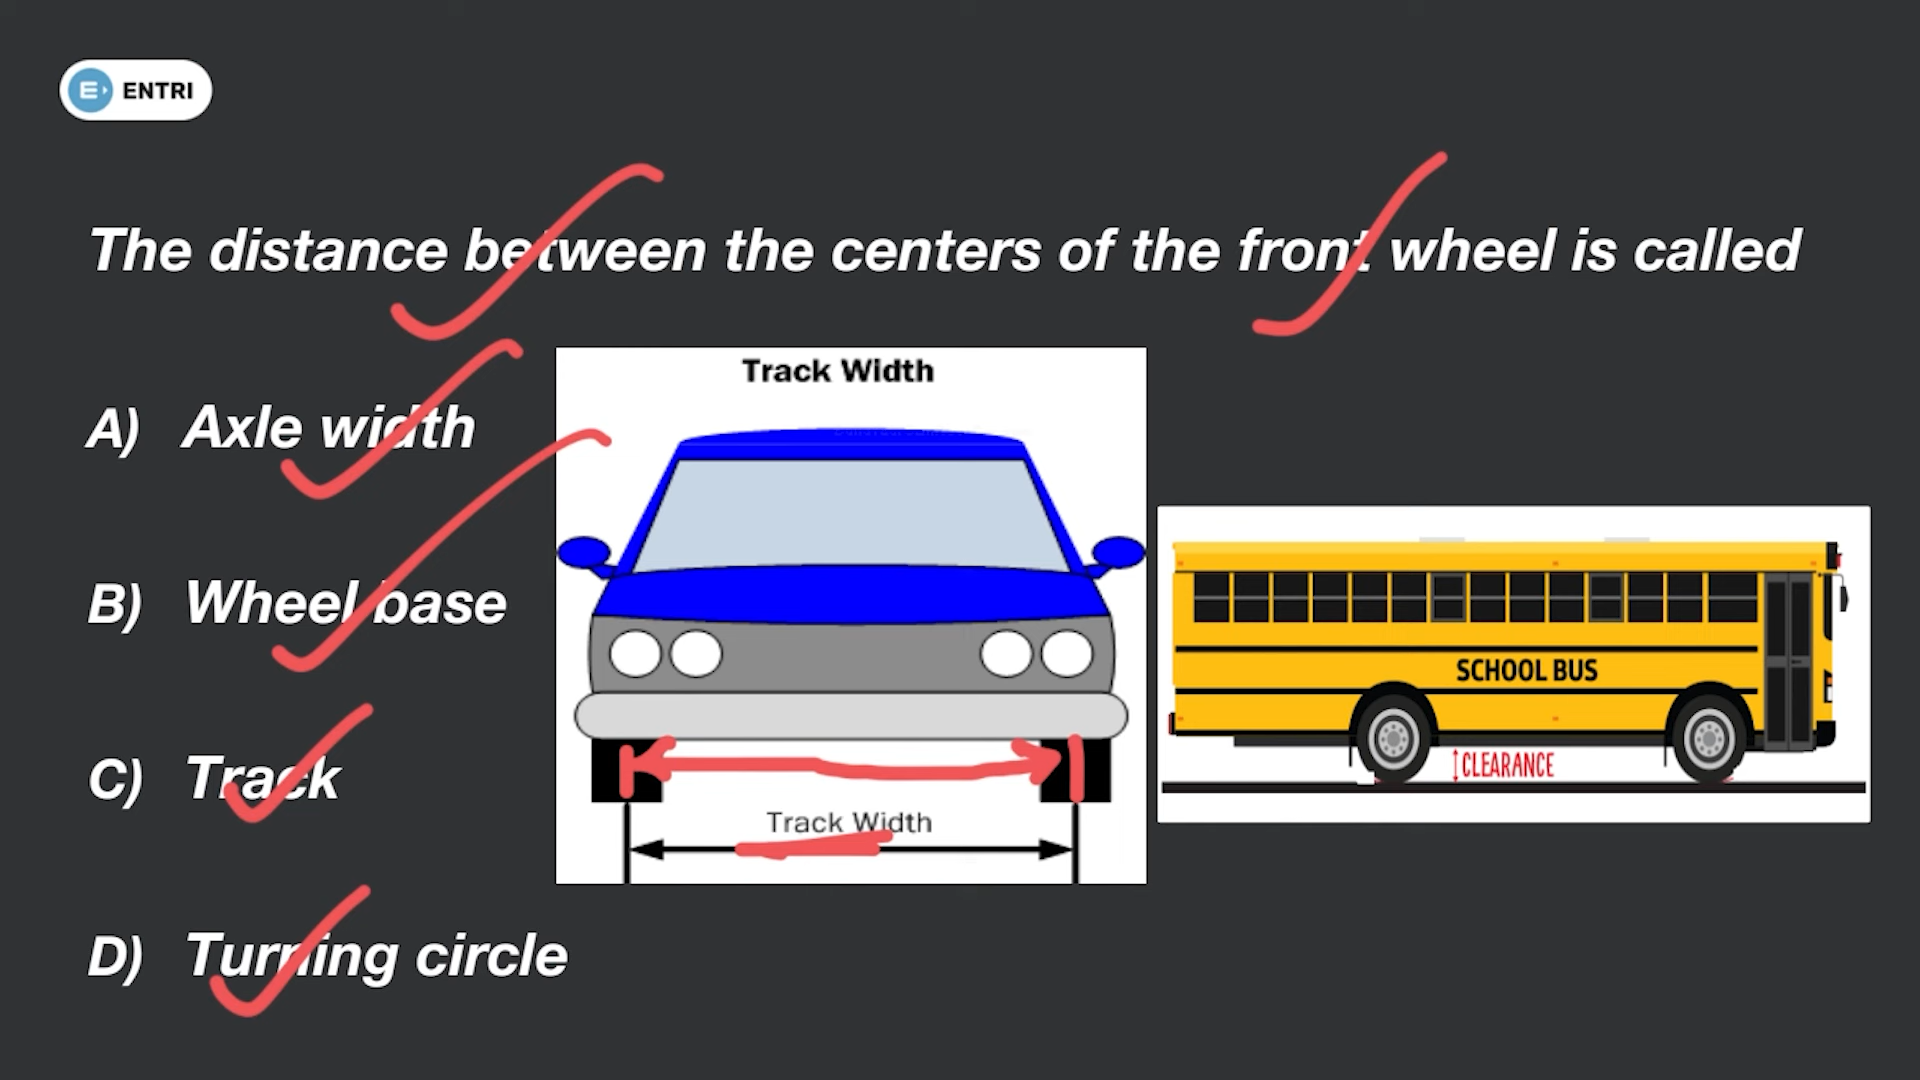 ENTRI
The distance between the centers of the front wheel is called
A) Axle width
B) Wheel base
C) Track
D) Turning circle
Track Width
Track Width
SCHOOL BUS
CLEARANCE